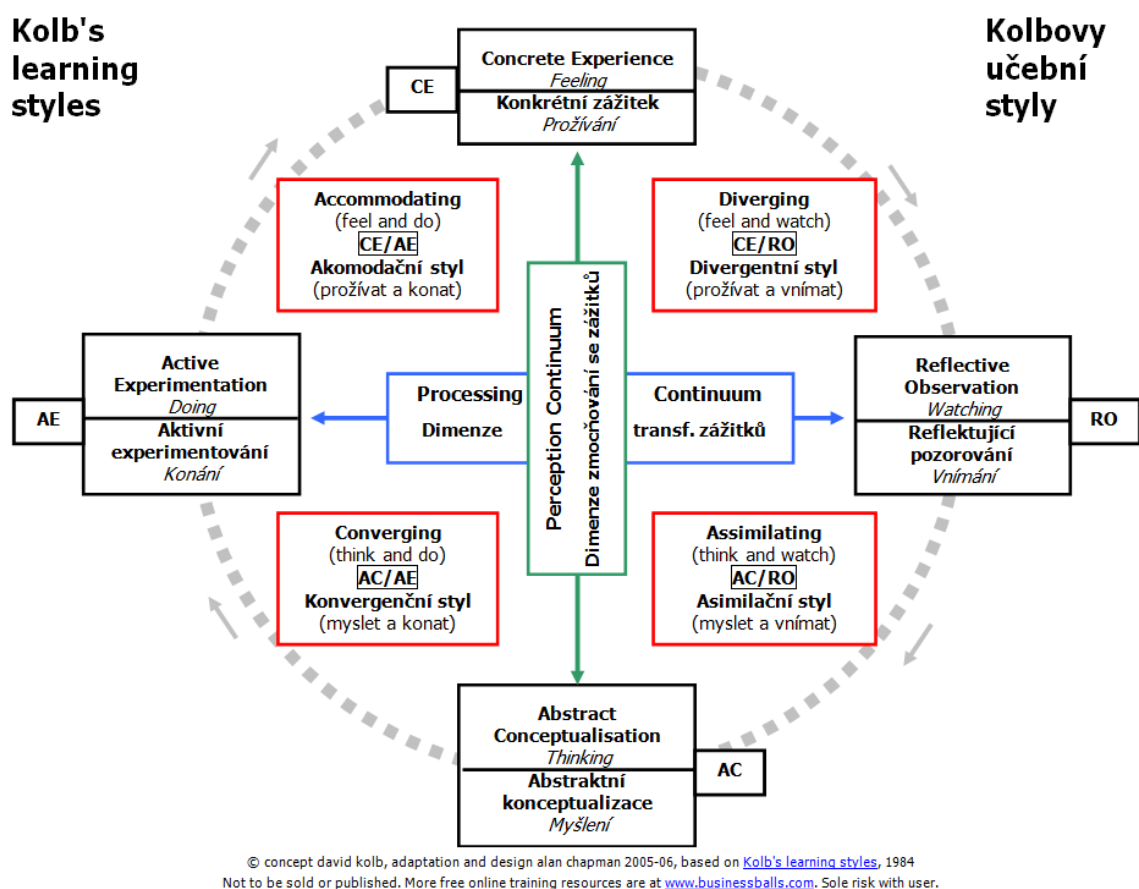 Kolb's
learning
styles
Kolbovy
učební
styly
CE
Concrete Experience
Feeling
Konkrétní zážitek
Prožívání
Accommodating
(feel and do)
CE/AE
Akomodační styl
(prožívat a konat)
Diverging
(feel and watch)
CE/RO
Divergentní styl
(prožívat a vnímat)
AE
Active
Experimentation
Doing
Aktivní
experimentování
Konání
Processing
Dimenze
Perception Continuum
Dimenze zmocňování se zážitků
Continuum
transf. zážitků
Reflective
Observation
Watching
Reflektující
pozorování
Vnímání
RO
Converging
(think and do)
AC/AE
Konvergenční styl
(myslet a konat)
Assimilating
(think and watch)
AC/RO
Asimilační styl
(myslet a vnímat)
Abstract
Conceptualisation
Thinking
Abstraktní
konceptualizace
Myšlení
AC
© concept david kolb, adaptation and design alan chapman 2005-06, based on Kolb's learning styles, 1984
Not to be sold or published. More free online training resources are at www.businessballs.com. Sole risk with user.